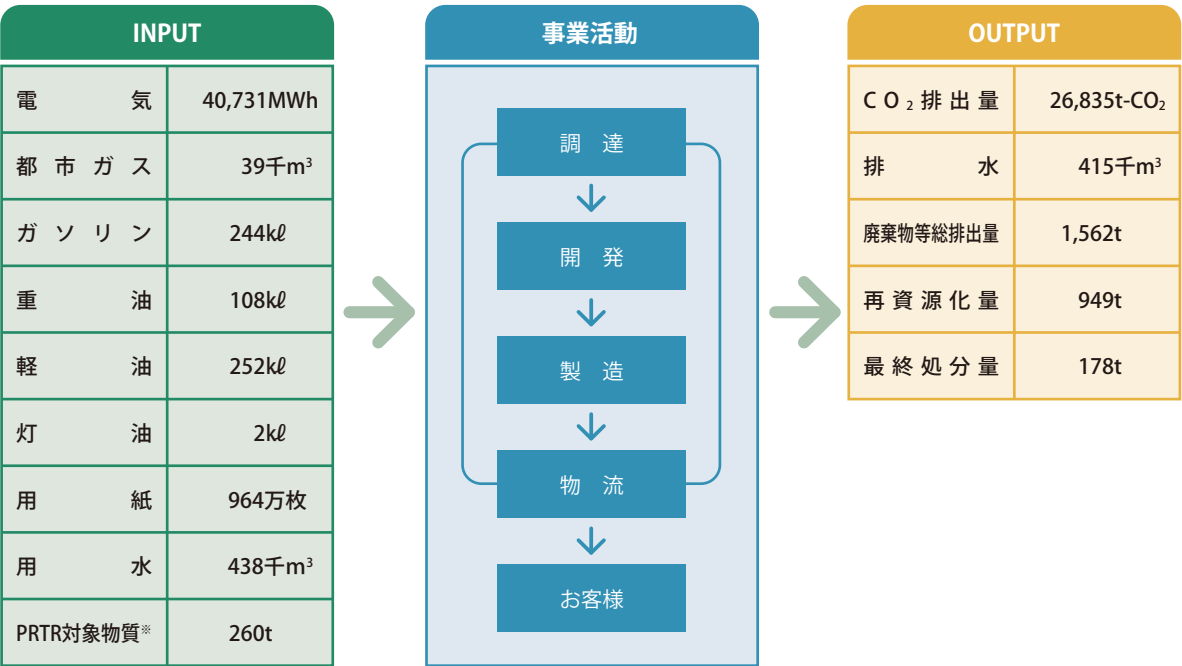 INPUT
電気 40,731MWh
都市ガス 39千m³
ガソリン 244kℓ
重油 108kℓ
軽油 252kℓ
灯油 2kℓ
用紙 964万枚
用水 438千m³
PRTR対象物質※ 260t
事業活動
調達
開発
製造
物流
お客様
OUTPUT
CO₂排出量 26,835t-CO₂
排水 415千m³
廃棄物等総排出量 1,562t
再資源化量 949t
最終処分量 178t